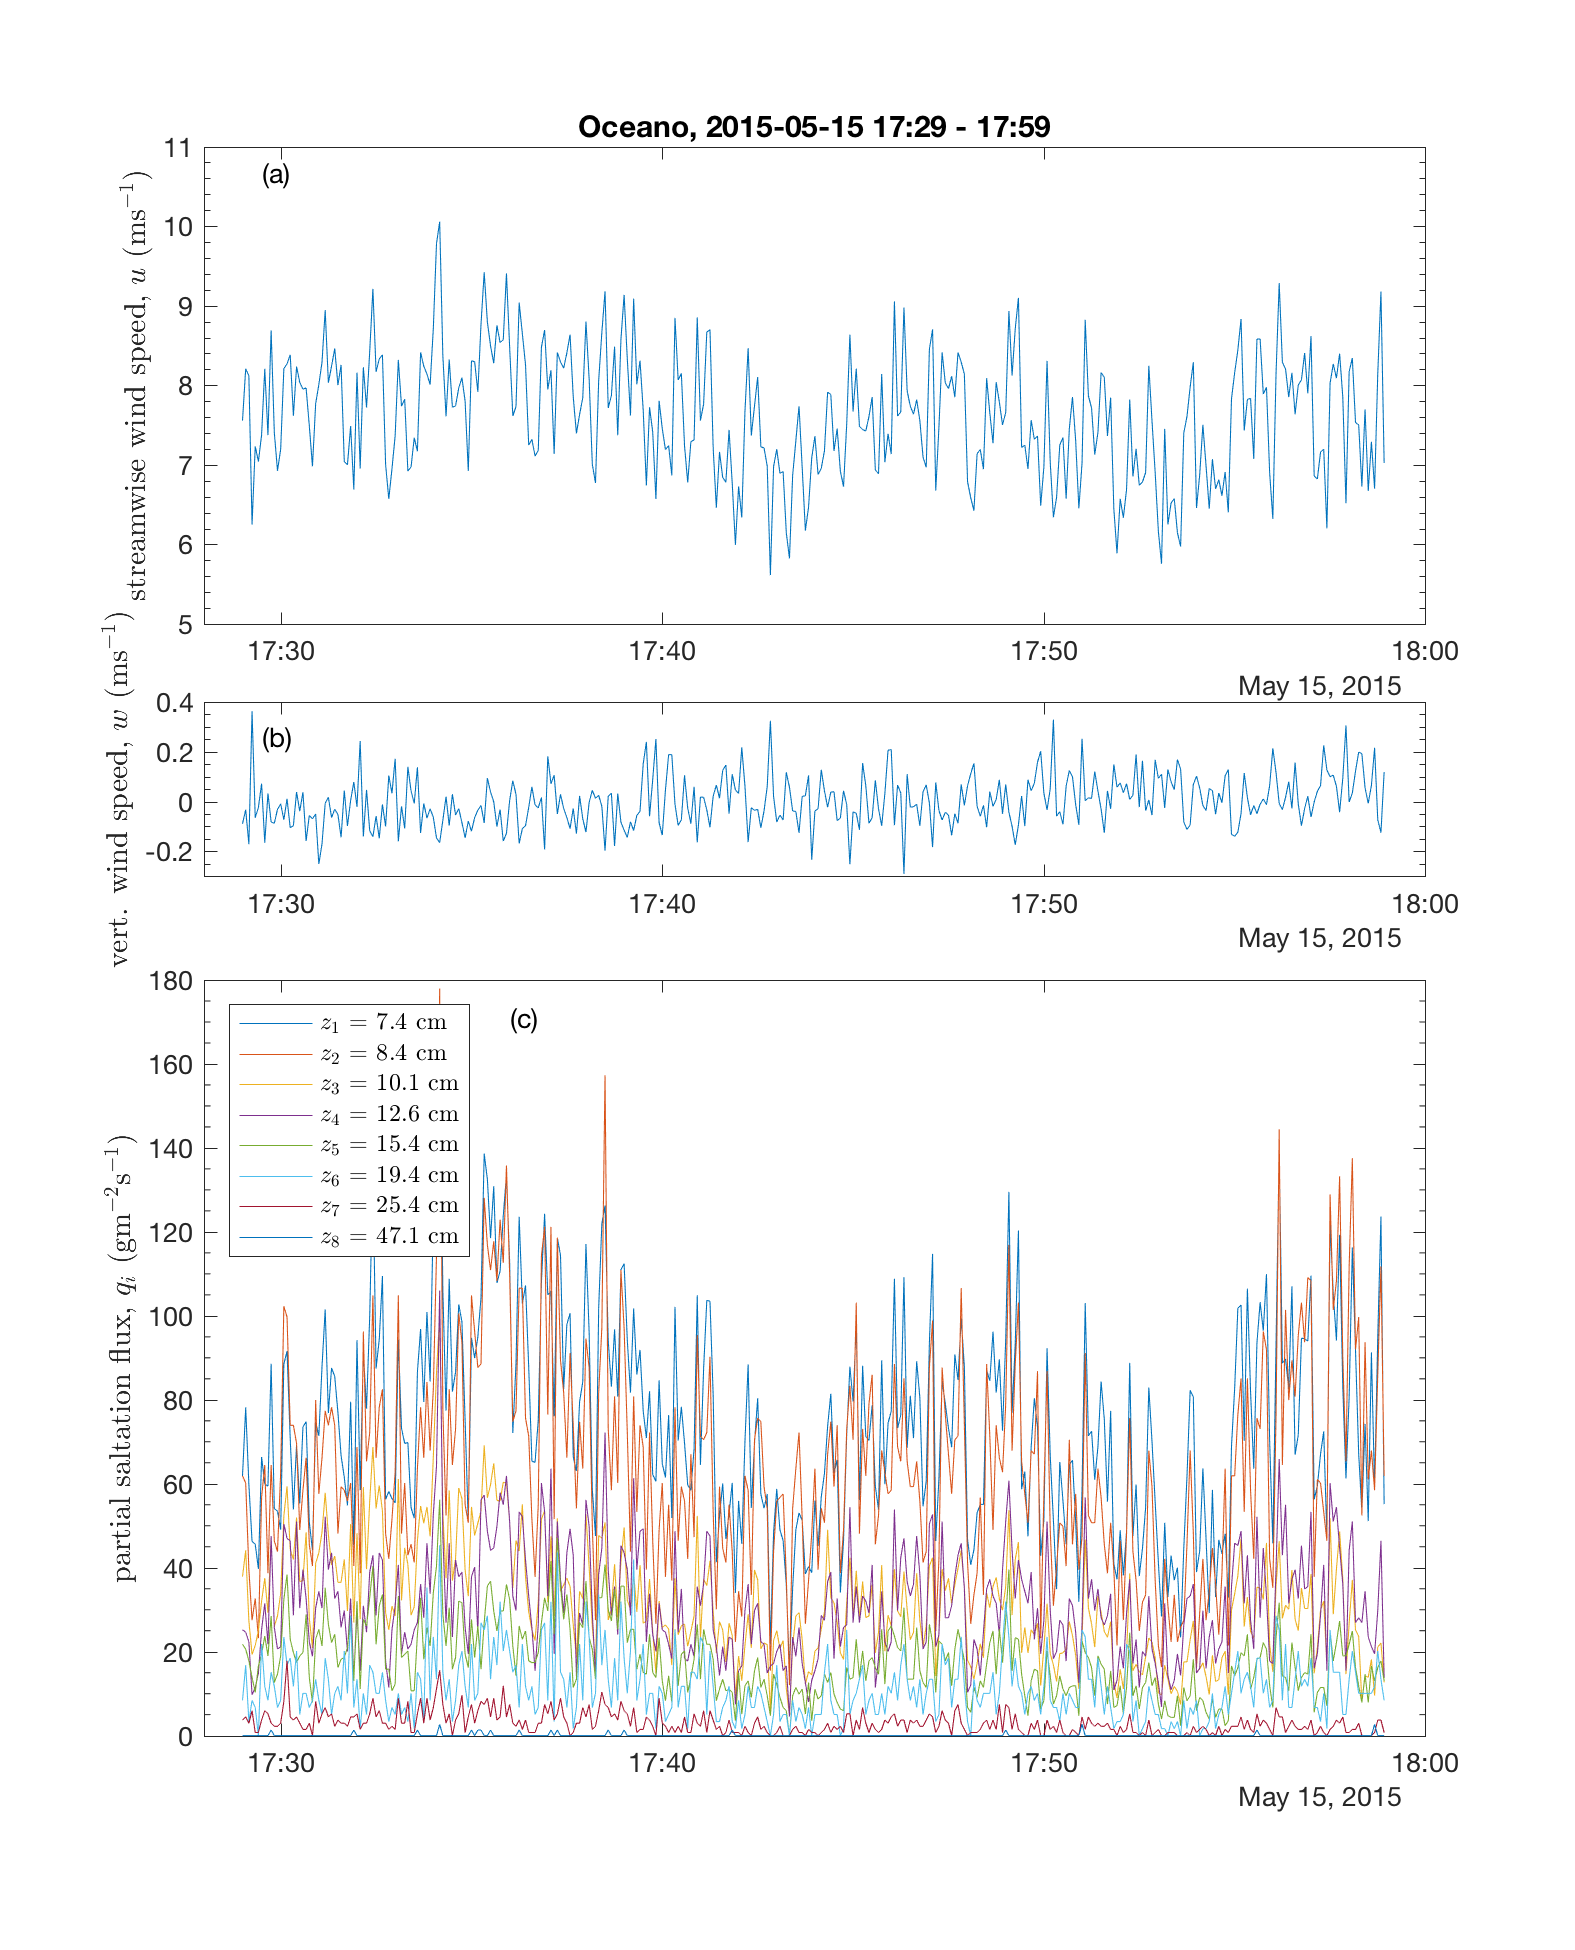 Oceano, 2015-05-15 17:29 - 17:59
(a)
streamwise wind speed, u (ms⁻¹)
11
10
9
8
7
6
5
17:30 17:40 17:50 18:00
May 15, 2015
(b)
vert. wind speed, w (ms⁻¹)
0.4
0.2
0
-0.2
17:30 17:40 17:50 18:00
May 15, 2015
(c)
partial saltation flux, qᵢ (gm⁻²s⁻¹)
180
160
140
120
100
80
60
40
20
0
z₁ = 7.4 cm
z₂ = 8.4 cm
z₃ = 10.1 cm
z₄ = 12.6 cm
z₅ = 15.4 cm
z₆ = 19.4 cm
z₇ = 25.4 cm
z₈ = 47.1 cm
17:30 17:40 17:50 18:00
May 15, 2015